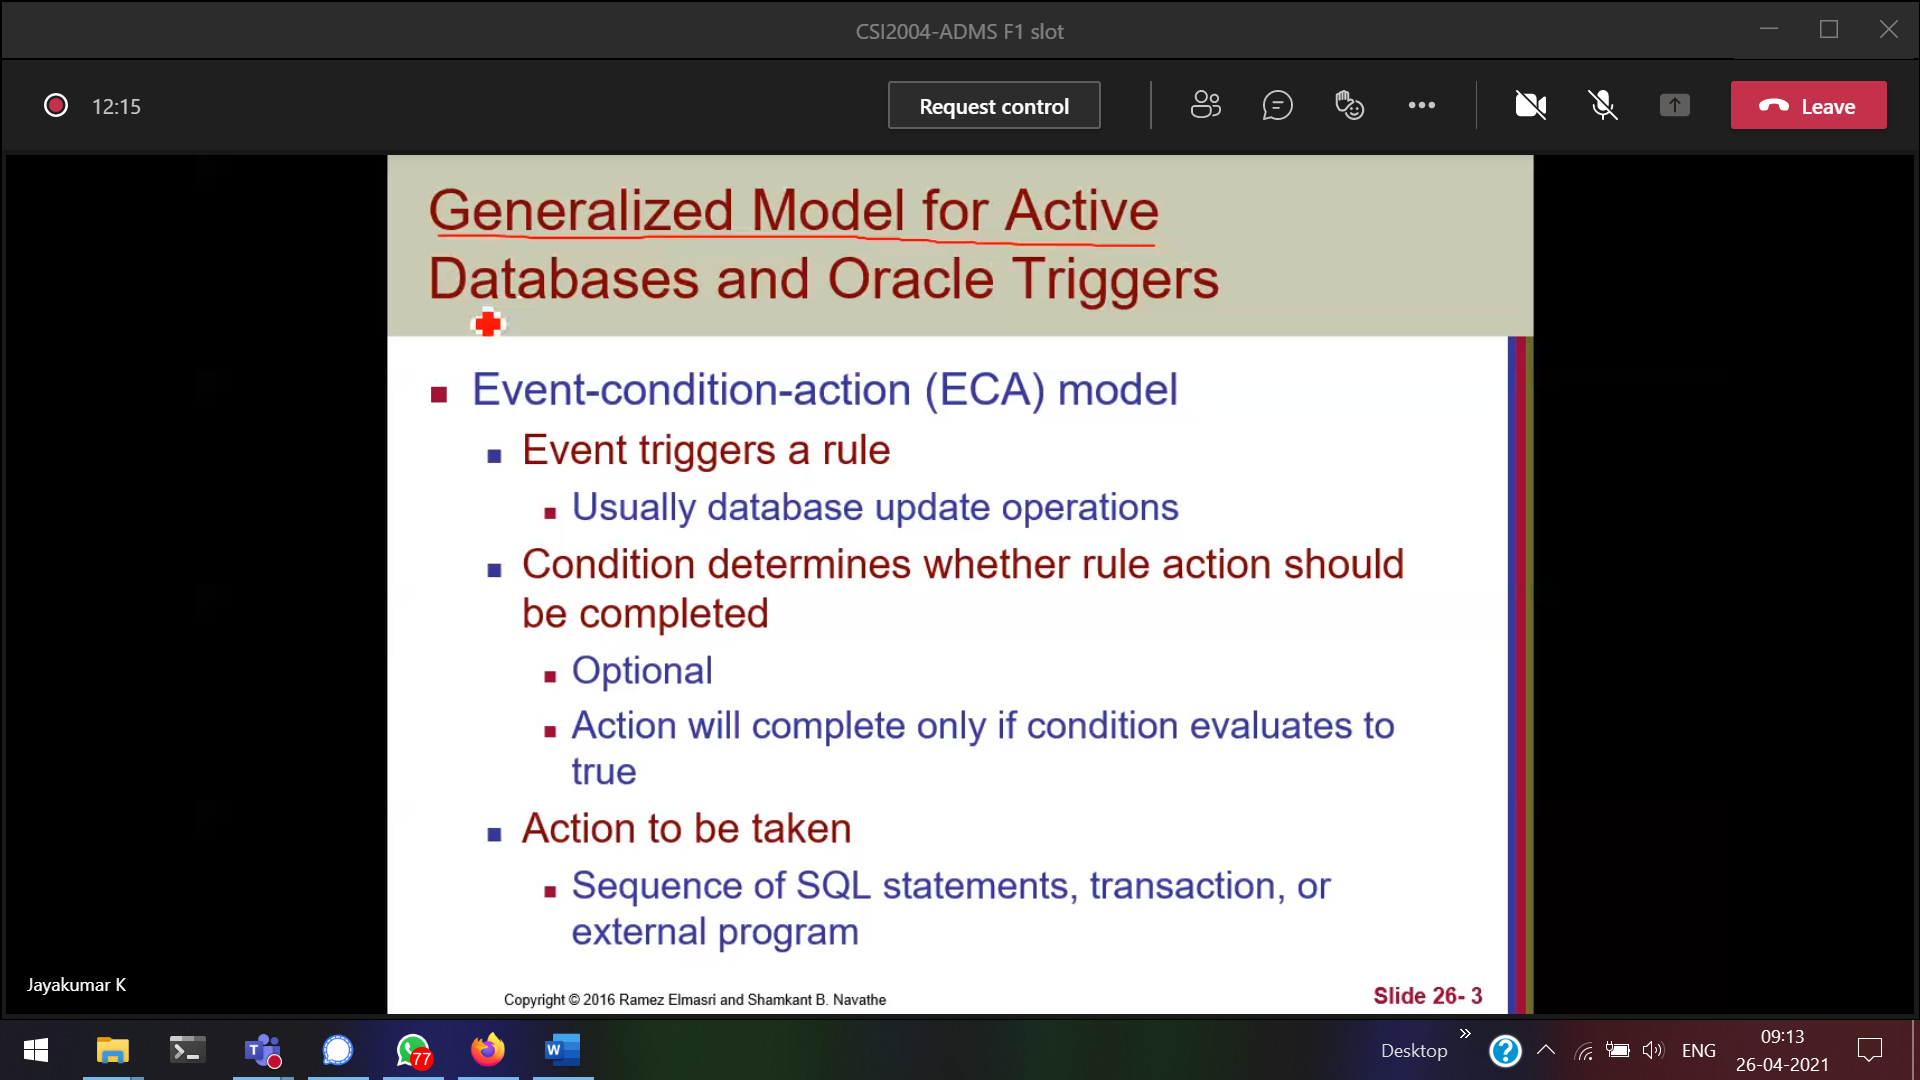 CSI2004-ADMS F1 slot
12:15
Request control
Leave
Generalized Model for Active
Databases and Oracle Triggers
Event-condition-action (ECA) model
Event triggers a rule
Usually database update operations
Condition determines whether rule action should
be completed
Optional
Action will complete only if condition evaluates to
true
Action to be taken
Sequence of SQL statements, transaction, or
external program
Jayakumar K
Copyright © 2016 Ramez Elmasri and Shamkant B. Navathe
Slide 26- 3
T
77
W
Desktop
ENG
09:13
26-04-2021